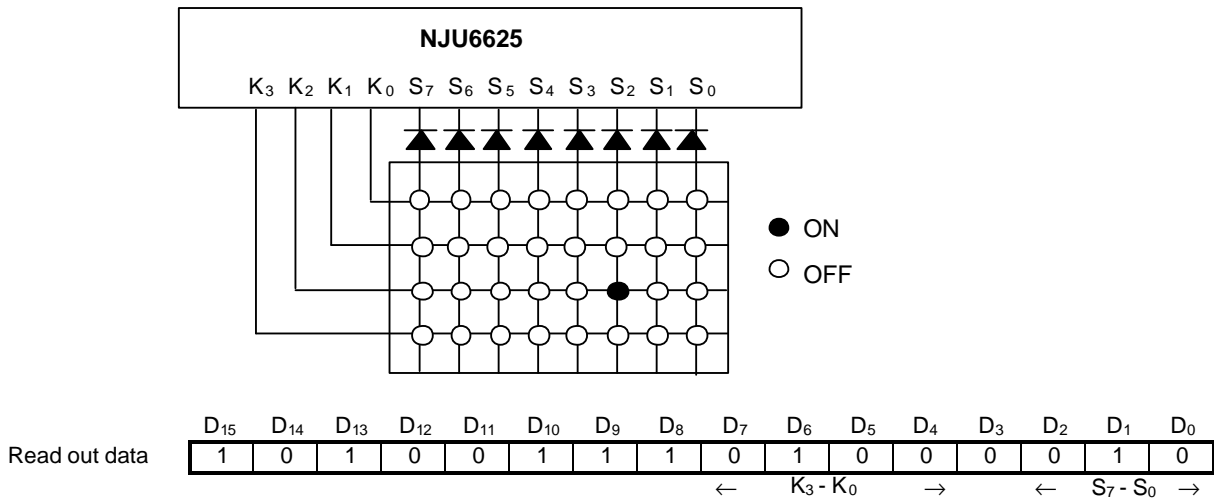 NJU6625
K3 K2 K1 K0 S7 S6 S5 S4 S3 S2 S1 S0
ON
OFF
D15 D14 D13 D12 D11 D10 D9 D8 D7 D6 D5 D4 D3 D2 D1 D0
Read out data 1 0 1 0 0 1 1 1 0 1 0 0 0 0 1 0
← K3 - K0 → ← S7 - S0 →